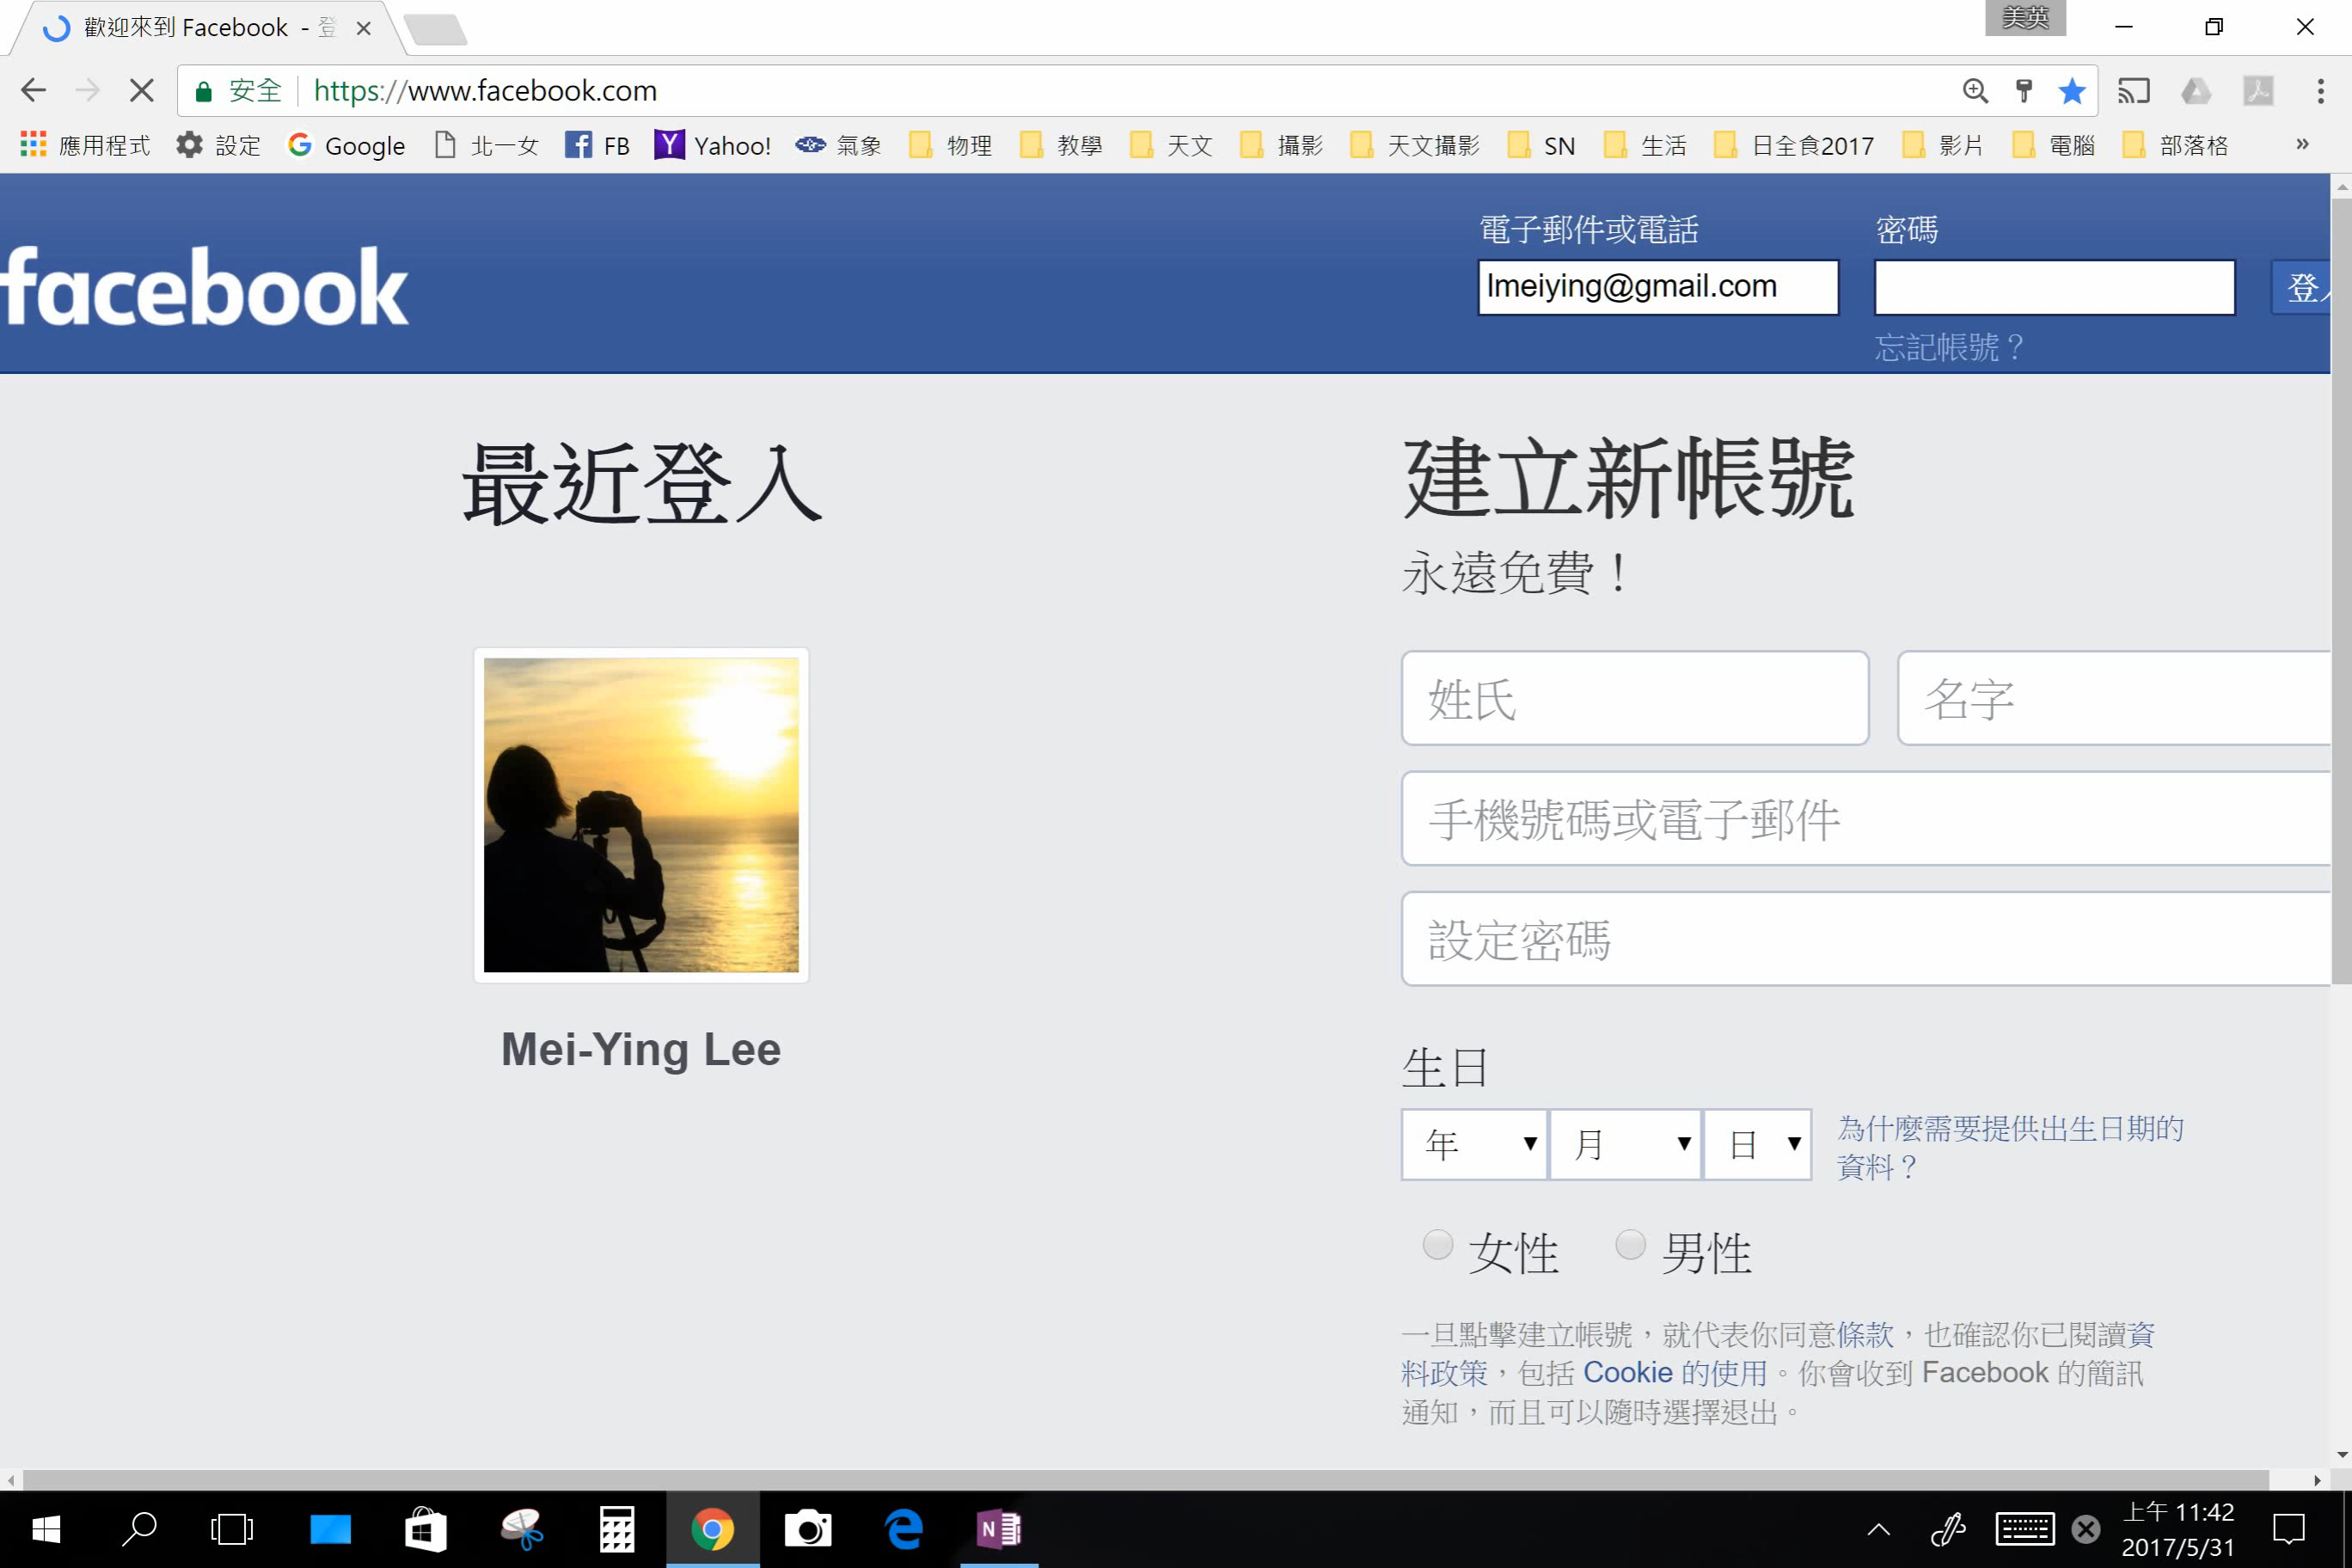 歡迎來到 Facebook - 登
美英
安全 https://www.facebook.com
應用程式 設定 Google 北一女 FB Yahoo! 氣象 物理 教學 天文 攝影 天文攝影 SN 生活 日全食2017 影片 電腦 部落格 »
facebook
電子郵件或電話 密碼
lmeiying@gmail.com 登入
忘記帳號？
最近登入
Mei-Ying Lee
建立新帳號
永遠免費！
姓氏 名字
手機號碼或電子郵件
設定密碼
生日
年 月 日
為什麼需要提供出生日期的
資料？
女性 男性
一旦點擊建立帳號，就代表你同意條款，也確認你已閱讀資
料政策，包括 Cookie 的使用。你會收到 Facebook 的簡訊
通知，而且可以隨時選擇退出。
上午 11:42
2017/5/31